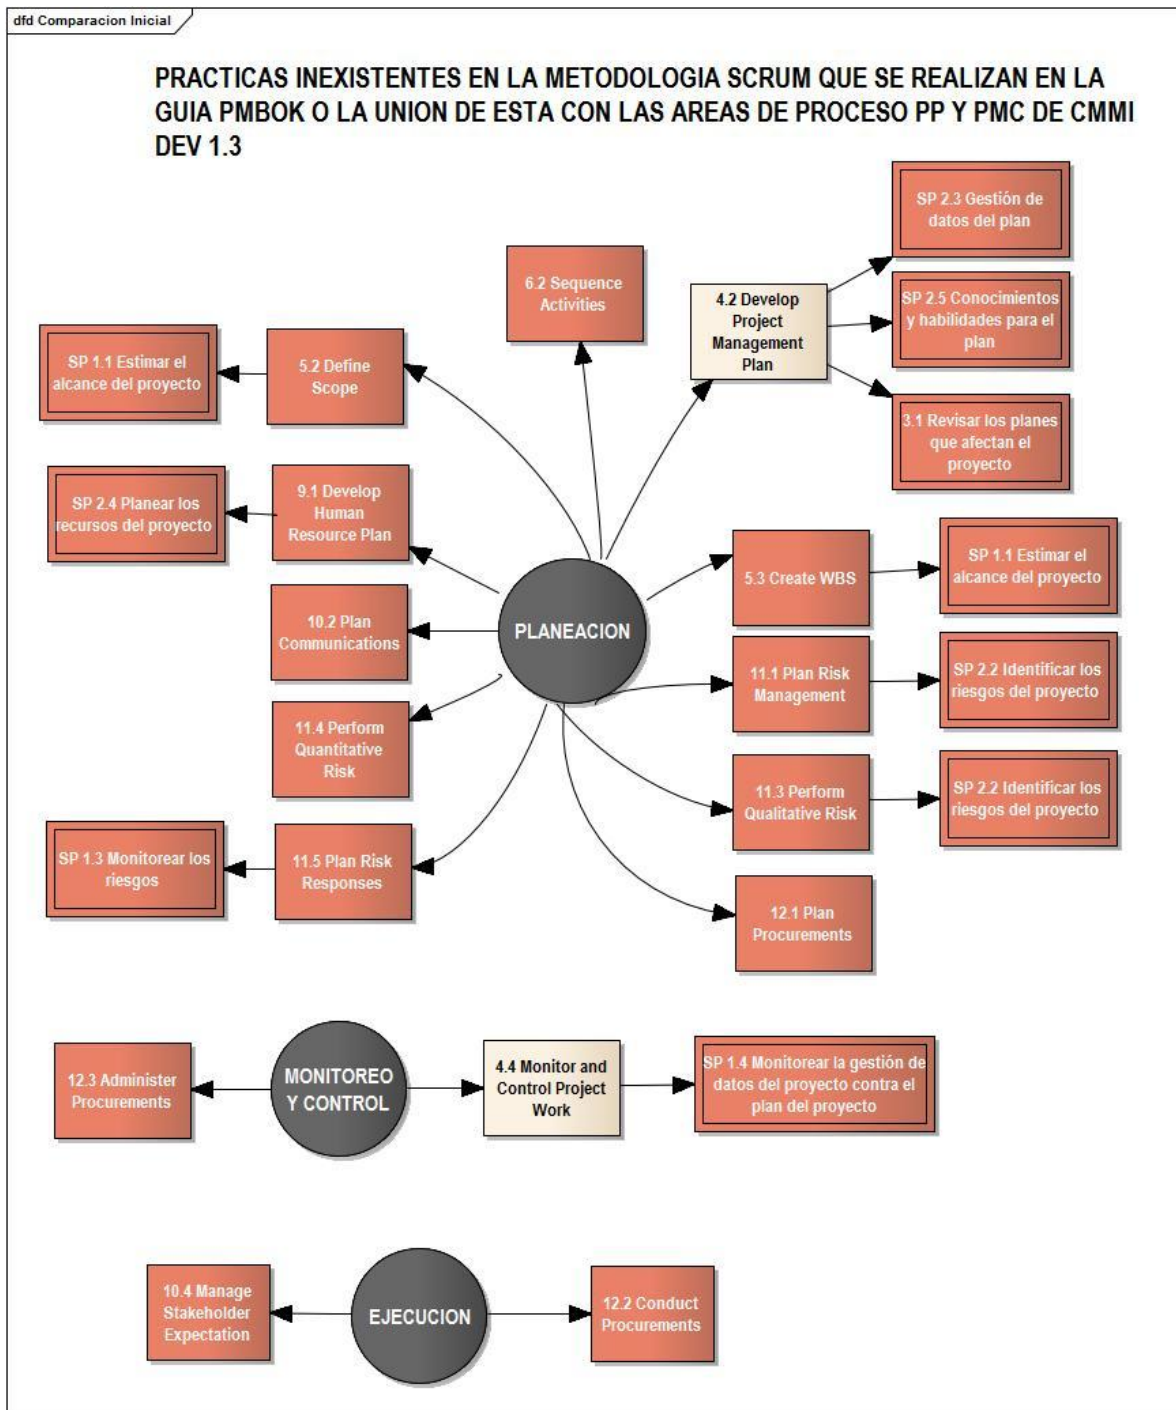 dfd Comparacion Inicial
PRACTICAS INEXISTENTES EN LA METODOLOGIA SCRUM QUE SE REALIZAN EN LA
GUIA PMBOK O LA UNION DE ESTA CON LAS AREAS DE PROCESO PP Y PMC DE CMMI
DEV 1.3
SP 2.3 Gestión de
datos del plan
6.2 Sequence
Activities
4.2 Develop
Project
Management
Plan
SP 2.5 Conocimientos
y habilidades para el
plan
SP 1.1 Estimar el
alcance del proyecto
5.2 Define
Scope
3.1 Revisar los planes
que afectan el
proyecto
SP 2.4 Planear los
recursos del proyecto
9.1 Develop
Human
Resource Plan
5.3 Create WBS
SP 1.1 Estimar el
alcance del proyecto
10.2 Plan
Communications
PLANEACION
11.1 Plan Risk
Management
SP 2.2 Identificar los
riesgos del proyecto
11.4 Perform
Quantitative
Risk
11.3 Perform
Qualitative Risk
SP 2.2 Identificar los
riesgos del proyecto
SP 1.3 Monitorear los
riesgos
11.5 Plan Risk
Responses
12.1 Plan
Procurements
12.3 Administer
Procurements
MONITOREO
Y CONTROL
4.4 Monitor and
Control Project
Work
SP 1.4 Monitorear la gestión de
datos del proyecto contra el
plan del proyecto
10.4 Manage
Stakeholder
Expectation
EJECUCION
12.2 Conduct
Procurements